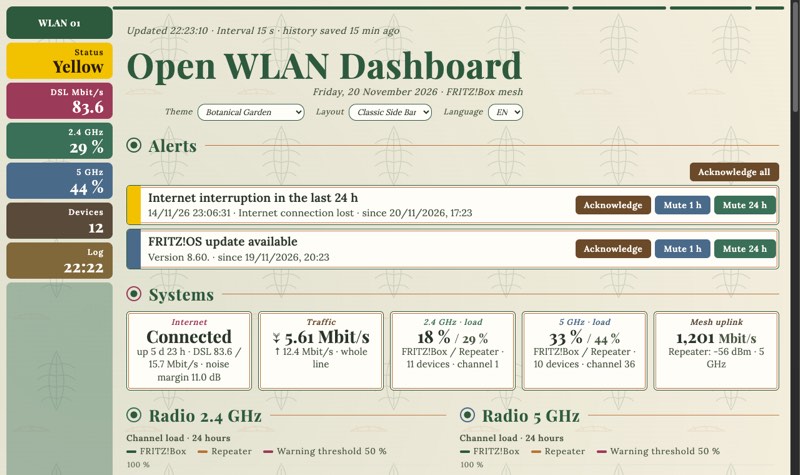 WLAN 01
Status
Yellow
DSL Mbit/s
83.6
2.4 GHz
29 %
5 GHz
44 %
Devices
12
Log
22:22
Updated 22:23:10 · Interval 15 s · history saved 15 min ago
Open WLAN Dashboard
Friday, 20 November 2026 · FRITZ!Box mesh
Theme Botanical Garden Layout Classic Side Bar Language EN
Alerts
Acknowledge all
Internet interruption in the last 24 h
14/11/26 23:06:31 · Internet connection lost · since 20/11/2026, 17:23
Acknowledge Mute 1 h Mute 24 h
FRITZ!OS update available
Version 8.60. · since 19/11/2026, 20:23
Acknowledge Mute 1 h Mute 24 h
Systems
Internet
Connected
up 5 d 23 h · DSL 83.6 /
15.7 Mbit/s · noise
margin 11.0 dB
Traffic
↓ 5.61 Mbit/s
↑ 12.4 Mbit/s · whole
line
2.4 GHz · load
18 % / 29 %
FRITZ!Box / Repeater ·
11 devices · channel 1
5 GHz · load
33 % / 44 %
FRITZ!Box / Repeater ·
10 devices · channel 36
Mesh uplink
1,201 Mbit/s
Repeater: -56 dBm · 5
GHz
Radio 2.4 GHz
Channel load · 24 hours
FRITZ!Box Repeater Warning threshold 50 %
100 %
Radio 5 GHz
Channel load · 24 hours
FRITZ!Box Repeater Warning threshold 50 %
100 %